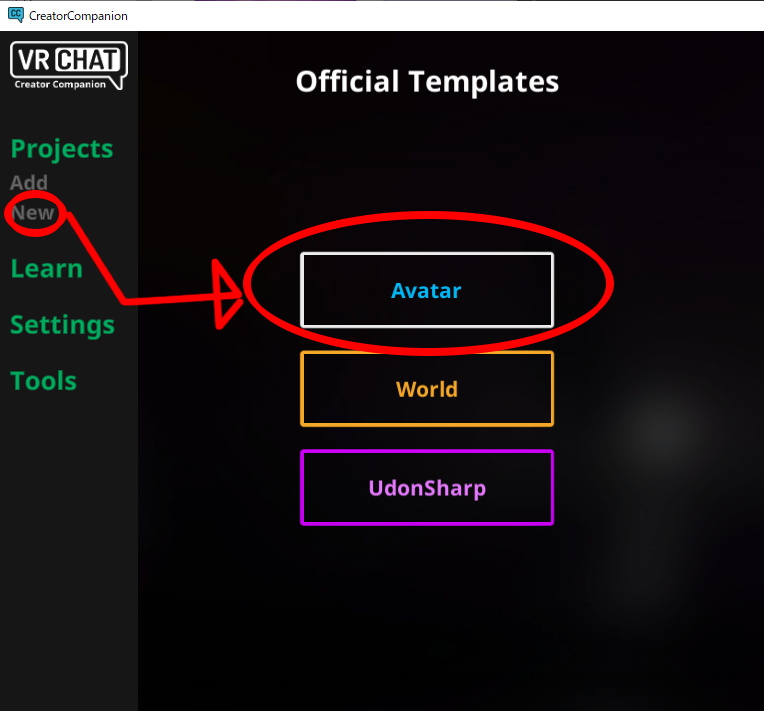 CreatorCompanion
VR CHAT
Creator Companion
Projects
Add
New
Learn
Settings
Tools
Official Templates
Avatar
World
UdonSharp